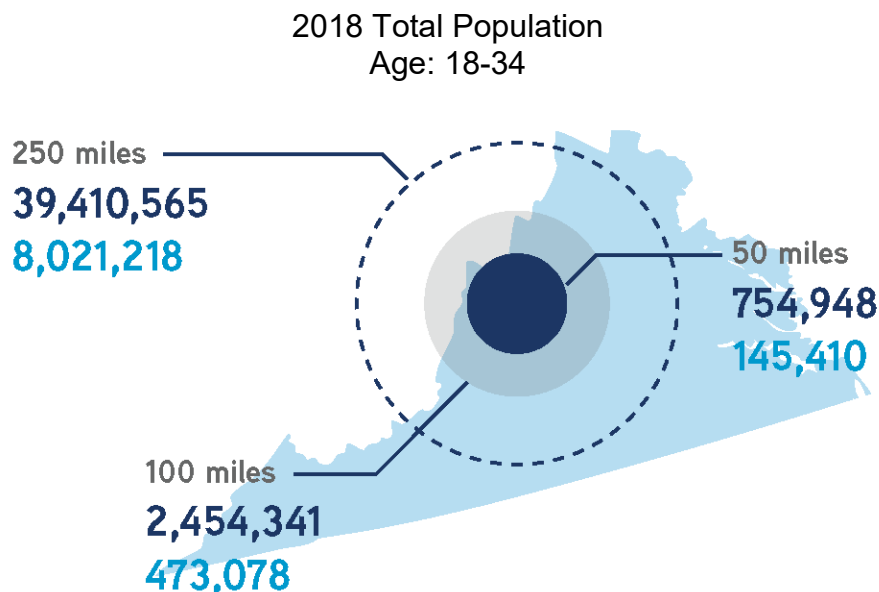 2018 Total Population
Age: 18-34
250 miles
39,410,565
8,021,218
50 miles
754,948
145,410
100 miles
2,454,341
473,078